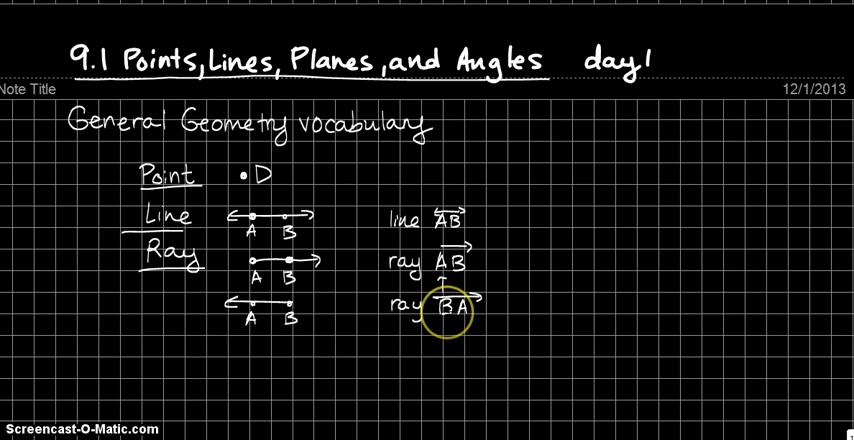 9.1 Points, Lines, Planes, and Angles day 1
Note Title 12/1/2013
General Geometry vocabulary
Point D
Line A B line AB
Ray A B ray AB
A B ray BA
Screencast-O-Matic.com